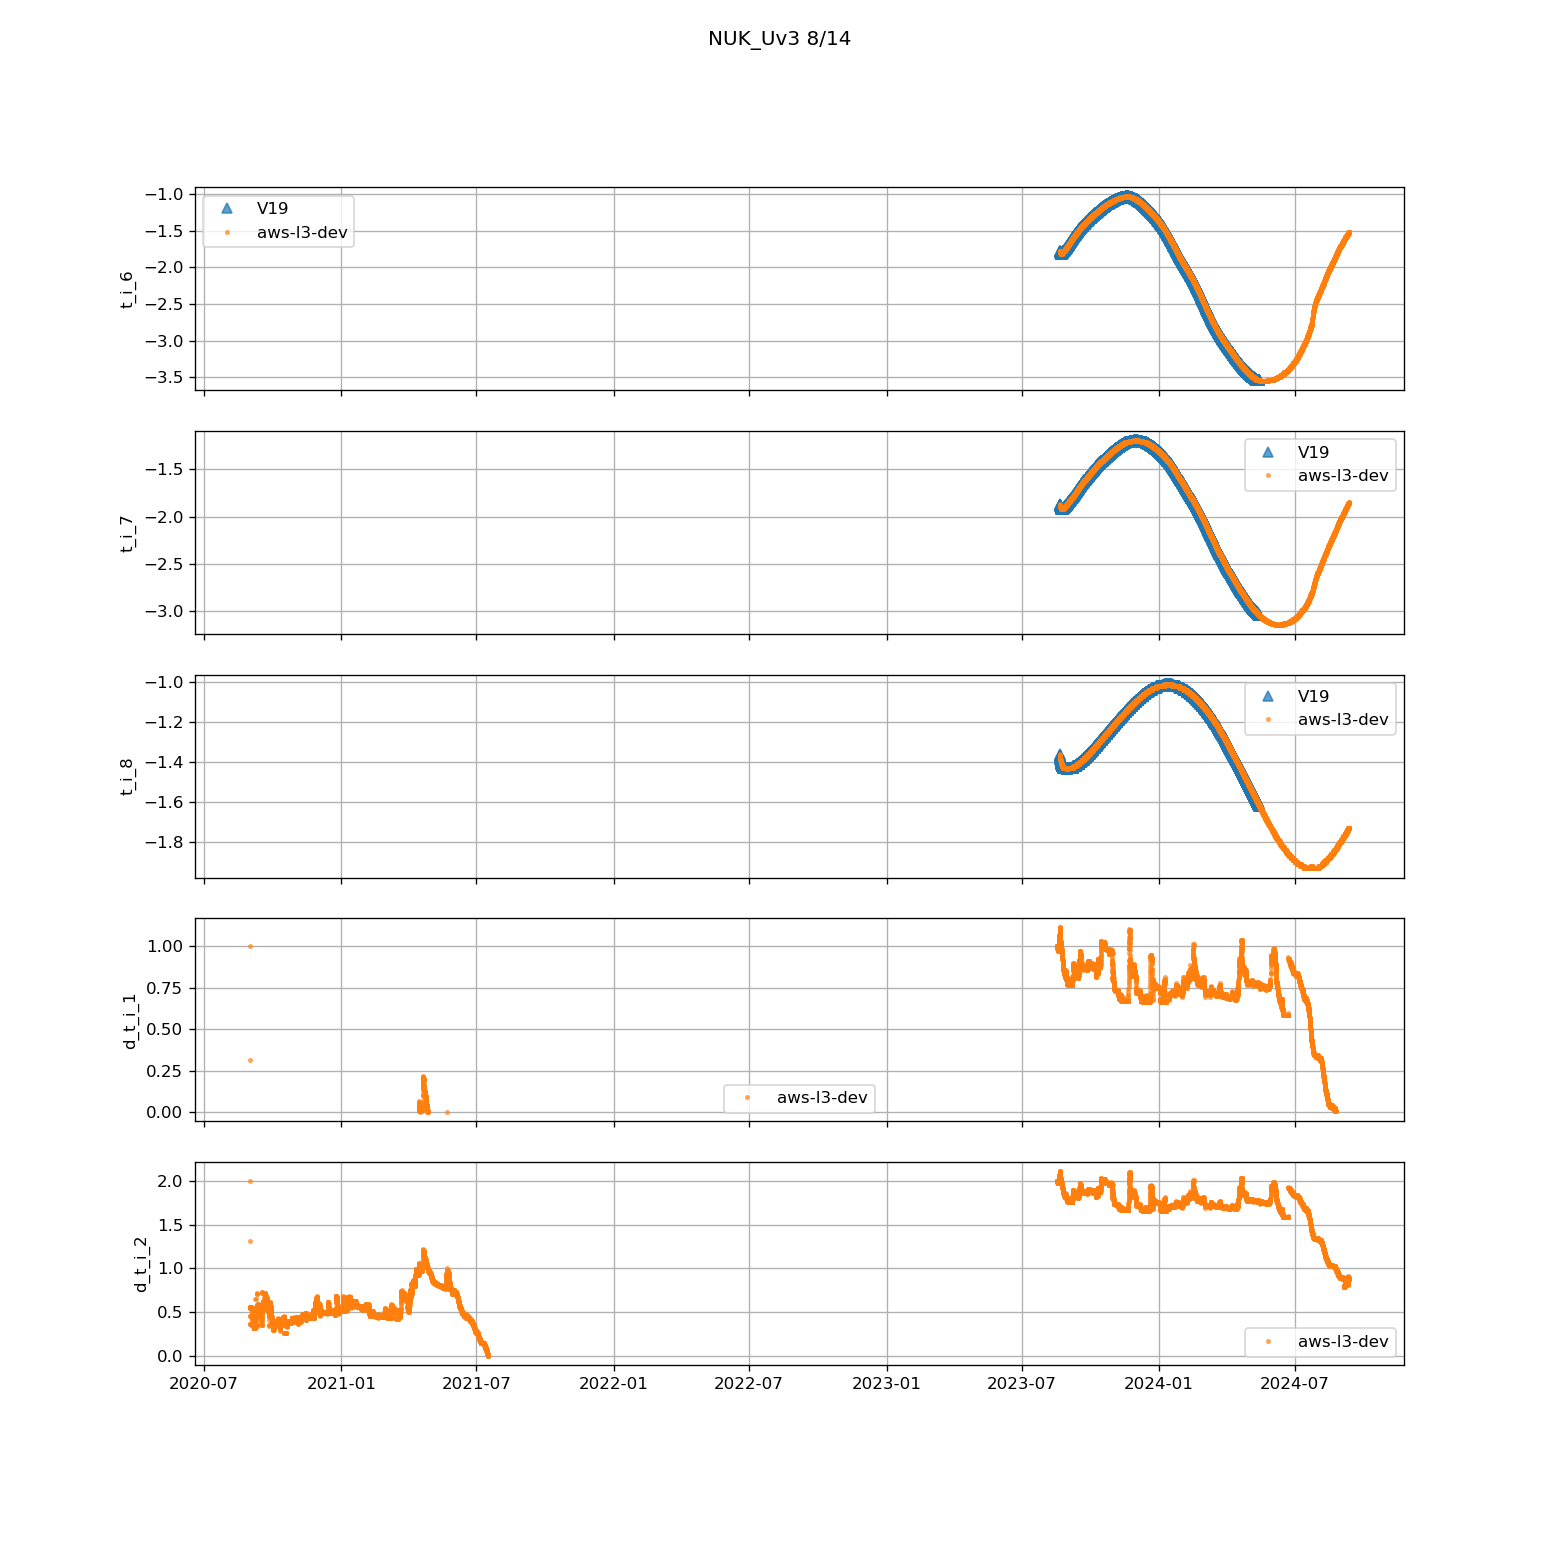 NUK_Uv3 8/14
t_i_6
−1.0
−1.5
−2.0
−2.5
−3.0
−3.5
V19
aws-l3-dev
t_i_7
−1.5
−2.0
−2.5
−3.0
V19
aws-l3-dev
t_i_8
−1.0
−1.2
−1.4
−1.6
−1.8
V19
aws-l3-dev
d_t_i_1
1.00
0.75
0.50
0.25
0.00
aws-l3-dev
d_t_i_2
2.0
1.5
1.0
0.5
0.0
aws-l3-dev
2020-07 2021-01 2021-07 2022-01 2022-07 2023-01 2023-07 2024-01 2024-07